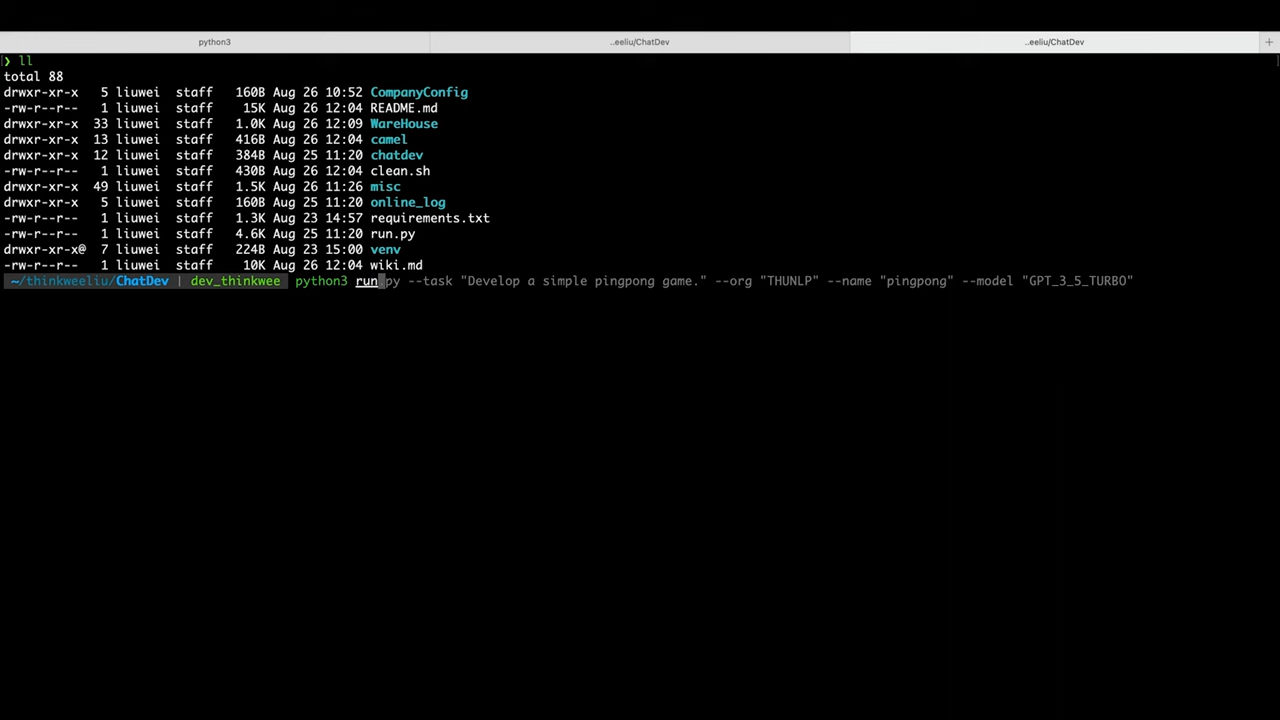 python3 ..eeliu/ChatDev ..eeliu/ChatDev +
❯ ll
total 88
drwxr-xr-x 5 liuwei staff 160B Aug 26 10:52 CompanyConfig
-rw-r--r-- 1 liuwei staff 15K Aug 26 12:04 README.md
drwxr-xr-x 33 liuwei staff 1.0K Aug 26 12:09 WareHouse
drwxr-xr-x 13 liuwei staff 416B Aug 26 12:04 camel
drwxr-xr-x 12 liuwei staff 384B Aug 25 11:20 chatdev
-rw-r--r-- 1 liuwei staff 430B Aug 26 12:04 clean.sh
drwxr-xr-x 49 liuwei staff 1.5K Aug 26 11:26 misc
drwxr-xr-x 5 liuwei staff 160B Aug 25 11:20 online_log
-rw-r--r-- 1 liuwei staff 1.3K Aug 23 14:57 requirements.txt
-rw-r--r-- 1 liuwei staff 4.6K Aug 25 11:20 run.py
drwxr-xr-x@ 7 liuwei staff 224B Aug 23 15:00 venv
-rw-r--r-- 1 liuwei staff 10K Aug 26 12:04 wiki.md
~/thinkweeliu/ChatDev | dev_thinkwee python3 run.py --task "Develop a simple pingpong game." --org "THUNLP" --name "pingpong" --model "GPT_3_5_TURBO"